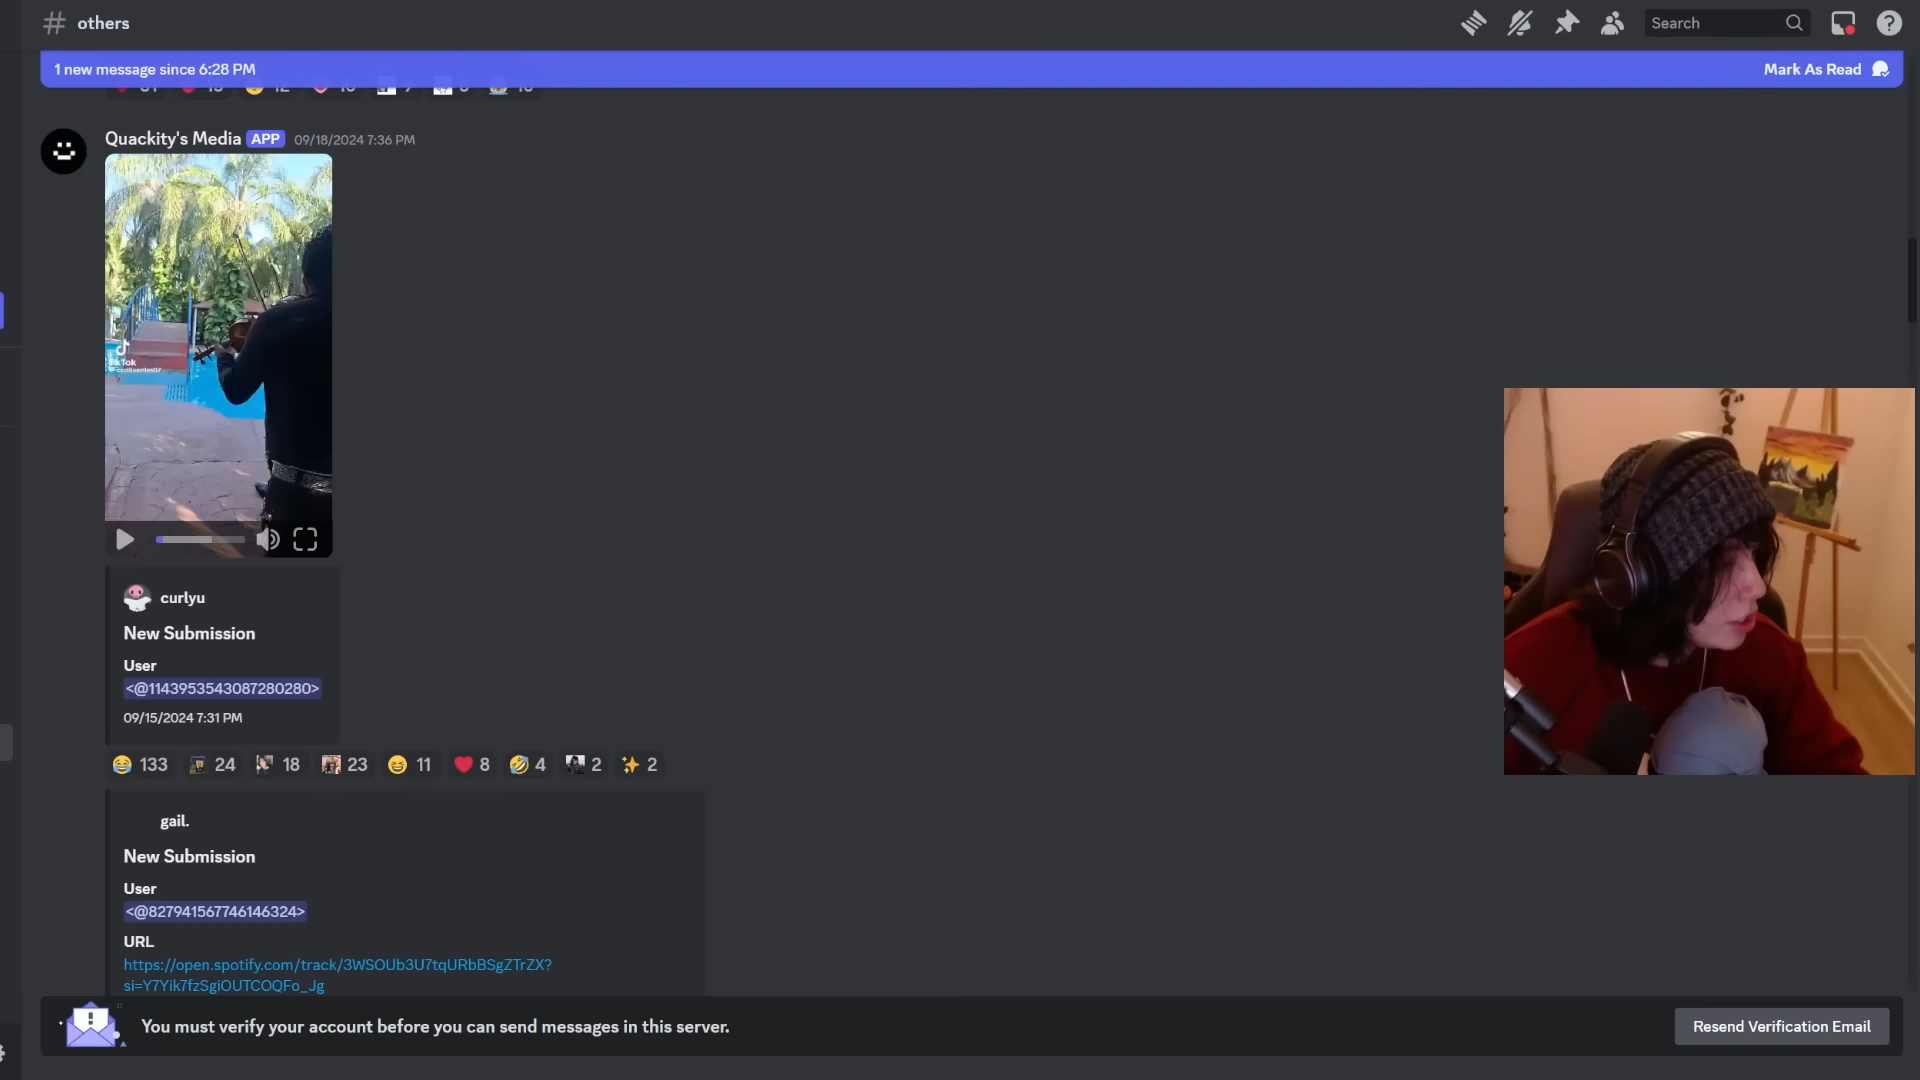 others
Search
1 new message since 6:28 PM
Mark As Read
Quackity's Media APP 09/18/2024 7:36 PM
curlyu
New Submission
User
<@1143953543087280280>
09/15/2024 7:31 PM
133 24 18 23 11 8 4 2 2
gail.
New Submission
User
<@827941567746146324>
URL
https://open.spotify.com/track/3WSOUb3U7tqURbBSgZTrZX?
si=Y7Yik7fzSgiOUTCOQFo_Jg
You must verify your account before you can send messages in this server.
Resend Verification Email